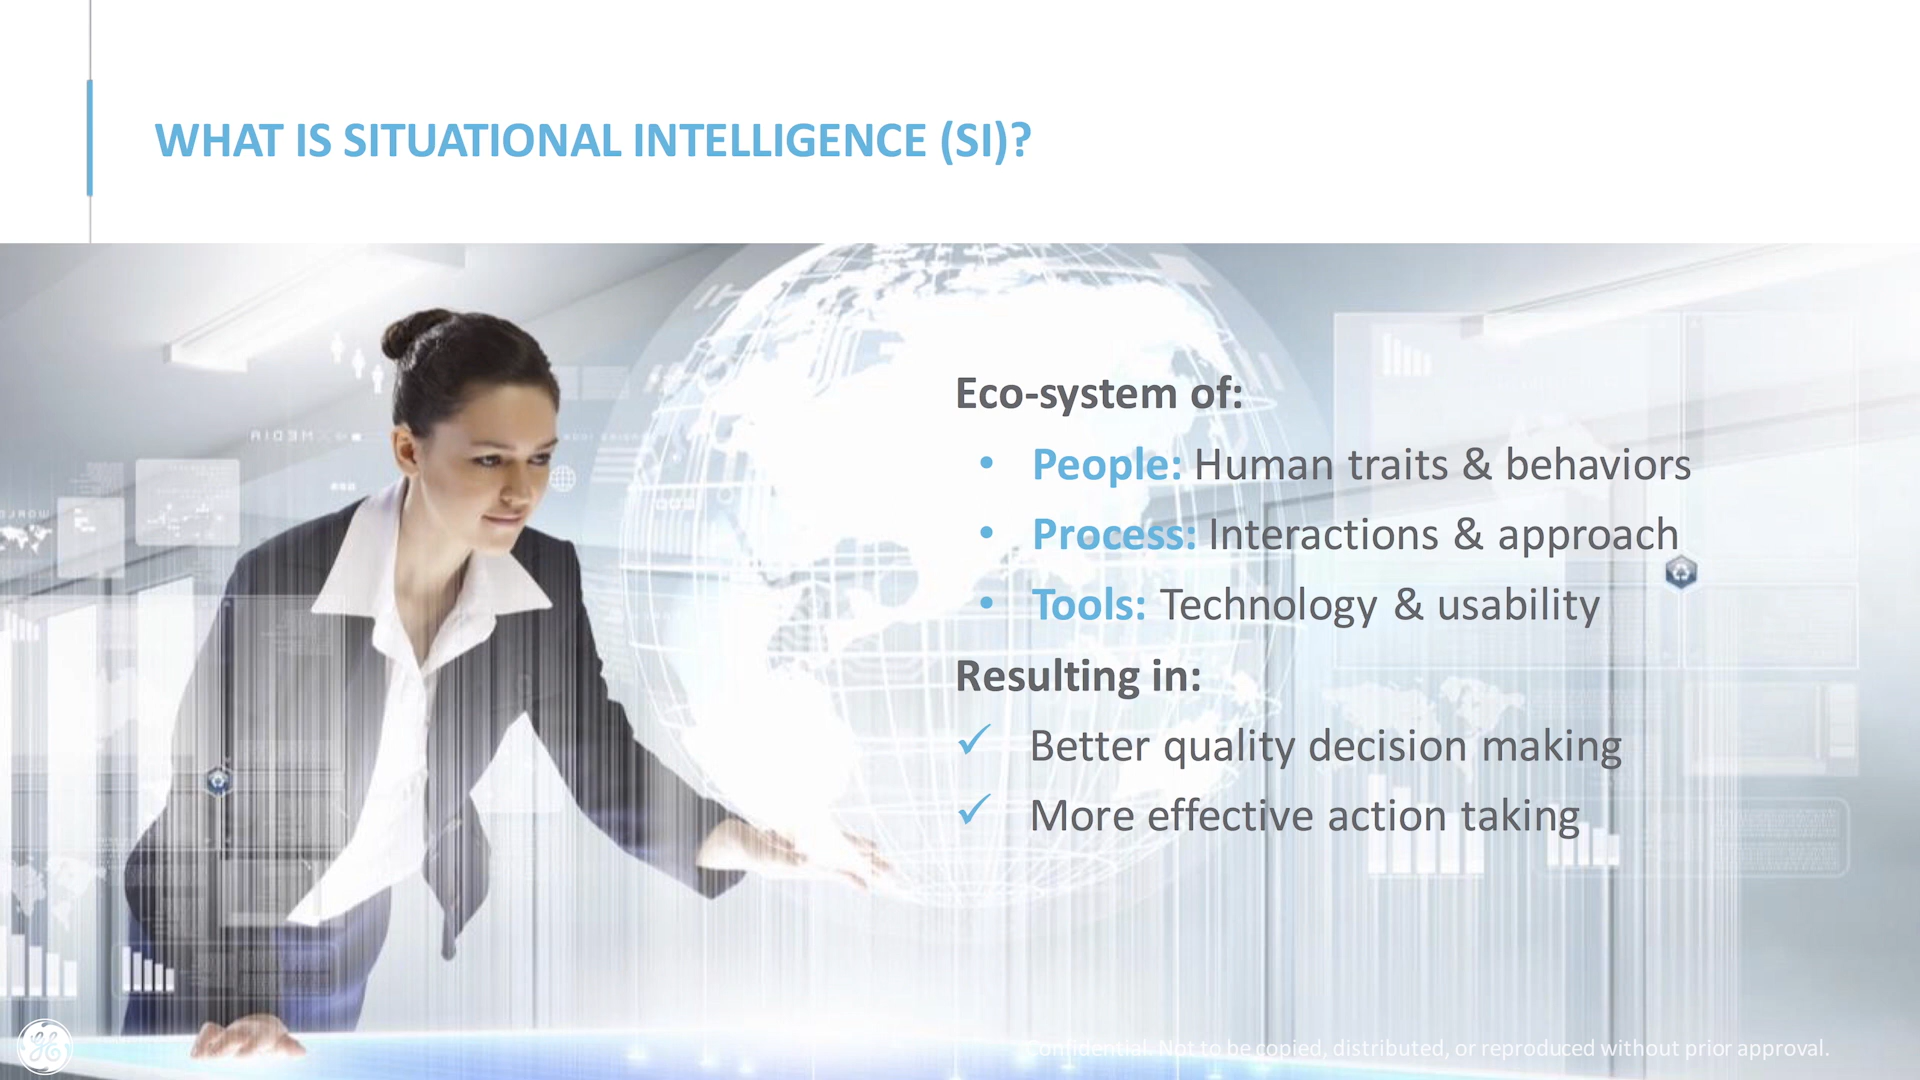 WHAT IS SITUATIONAL INTELLIGENCE (SI)?
Eco-system of:
• People: Human traits & behaviors
• Process: Interactions & approach
• Tools: Technology & usability
Resulting in:
✓ Better quality decision making
✓ More effective action taking
Confidential. Not to be copied, distributed, or reproduced without prior approval.